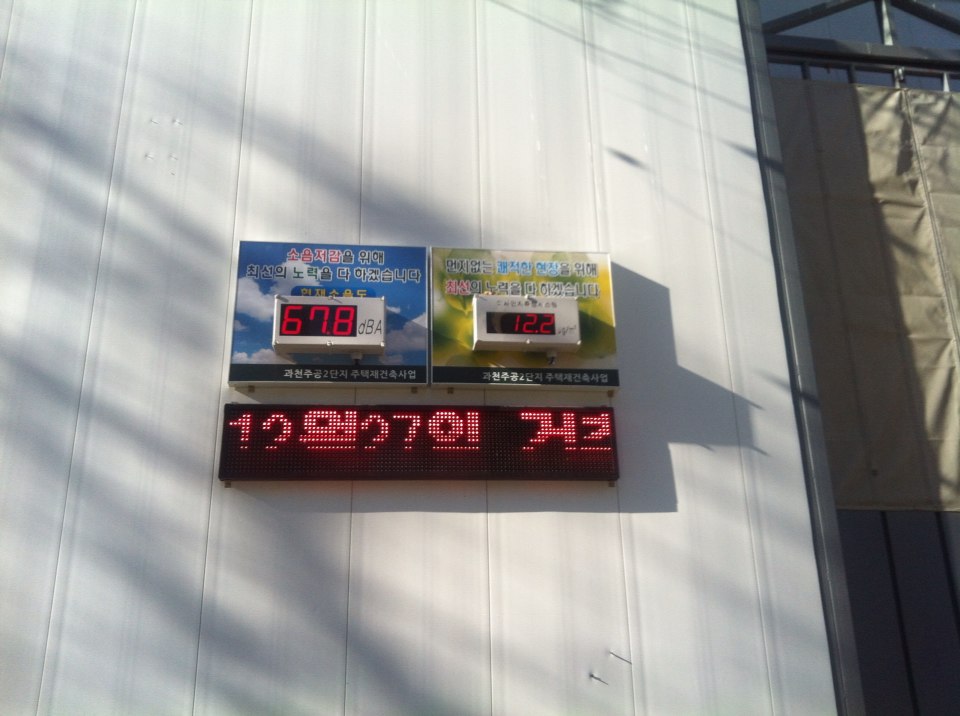 소음저감을 위해
최선의 노력을 다 하겠습니다
현재소음도
67.8 dBA
과천주공2단지 주택재건축사업
먼지없는 쾌적한 현장을 위해
최선의 노력을 다 하겠습니다
12.2
과천주공2단지 주택재건축사업